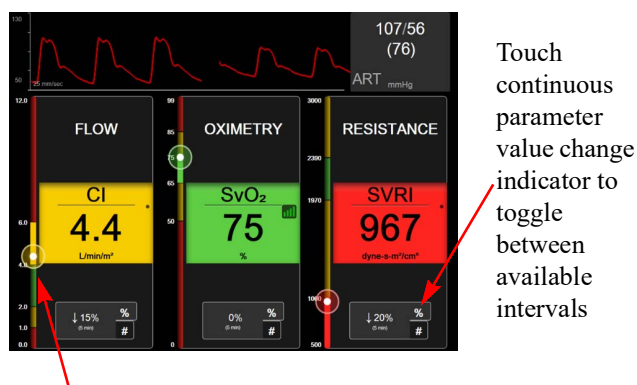 130
50
25 mm/sec
107/56
(76)
ART mmHg
12.0
6.0
4.0
2.0
1.0
0.0
FLOW
CI
4.4
L/min/m²
↓ 15%
(5 min)
%
#
99
85
75
65
50
0
OXIMETRY
SvO₂
75
%
0%
(5 min)
%
#
3000
2300
1970
1000
500
RESISTANCE
SVRI
967
dyne-s-m²/cm⁵
↓ 20%
(5 min)
%
#
Touch
continuous
parameter
value change
indicator to
toggle
between
available
intervals